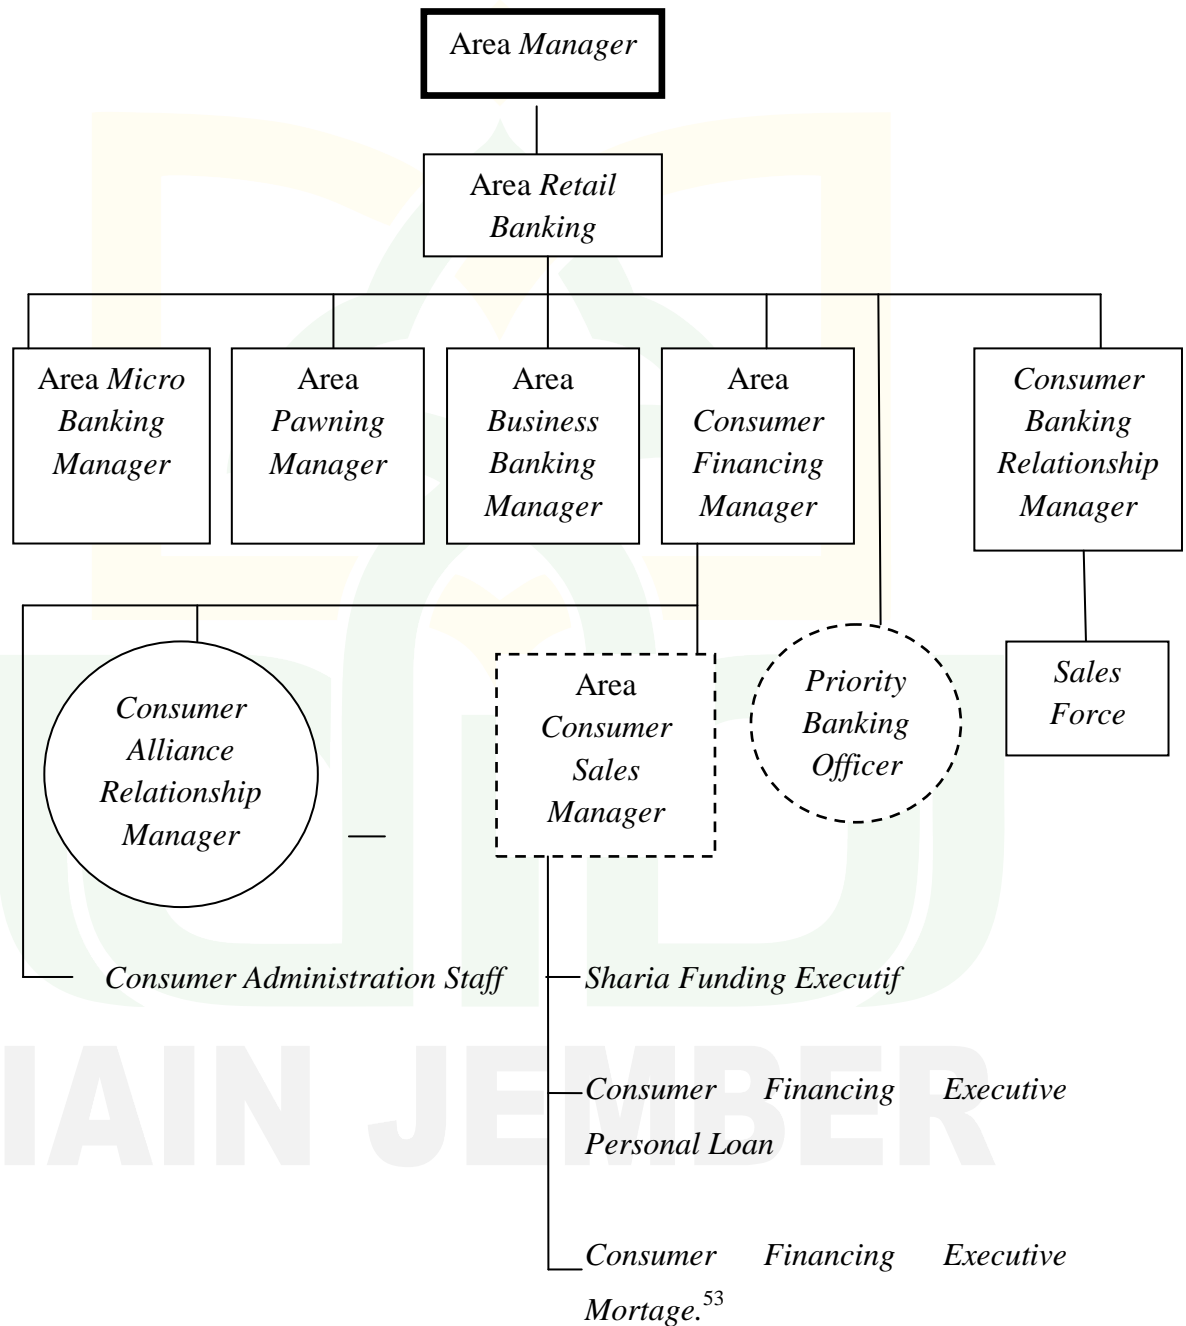 Area Manager
Area Retail
Banking
Area Micro
Banking
Manager
Area
Pawning
Manager
Area
Business
Banking
Manager
Area
Consumer
Financing
Manager
Consumer
Banking
Relationship
Manager
Consumer
Alliance
Relationship
Manager
Area
Consumer
Sales
Manager
Priority
Banking
Officer
Sales
Force
Consumer Administration Staff
Sharia Funding Executif
Consumer Financing Executive
Personal Loan
Consumer Financing Executive
Mortage.53
IAIN JEMBER